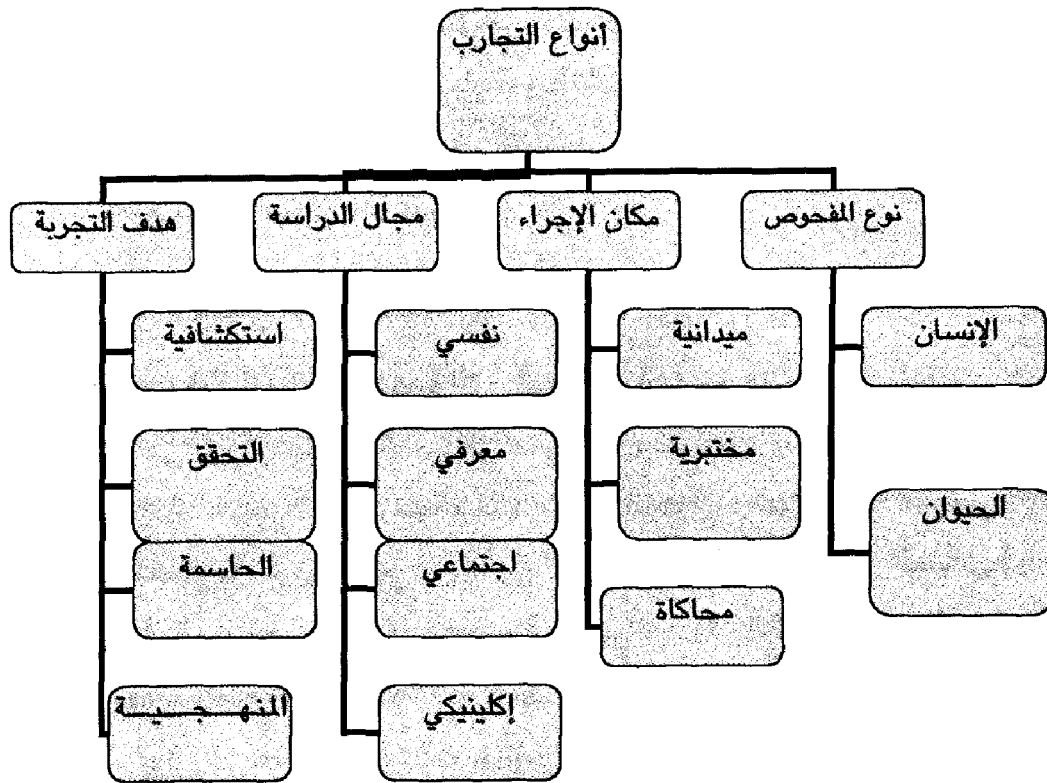 أنواع التجارب
نوع المفحوص
مكان الإجراء
مجال الدراسة
هدف التجربة
الإنسان
ميدانية
نفسي
استكشافية
الحيوان
مختبرية
معرفي
التحقق
محاكاة
اجتماعي
الحاسمة
إكلينيكي
المنهجية